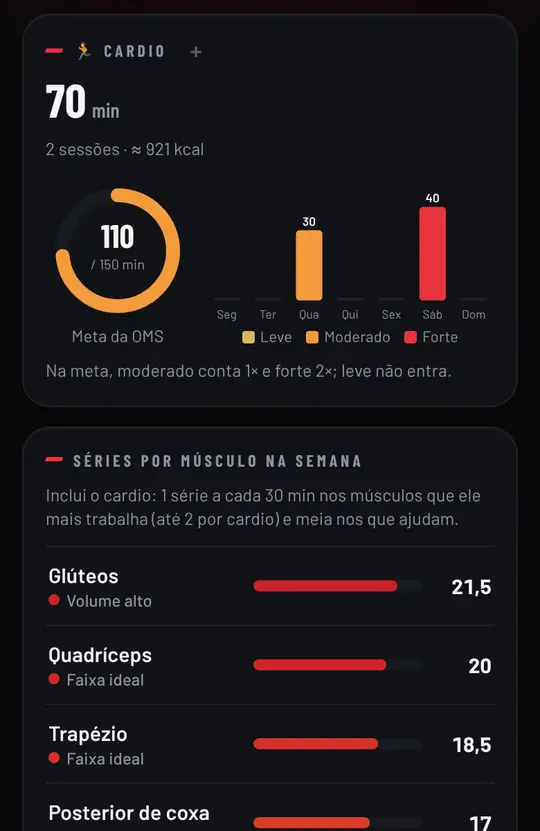 CARDIO +
70 min
2 sessões · ≈ 921 kcal
110
/ 150 min
Meta da OMS
30
40
Seg Ter Qua Qui Sex Sáb Dom
Leve Moderado Forte
Na meta, moderado conta 1× e forte 2×; leve não entra.
SÉRIES POR MÚSCULO NA SEMANA
Inclui o cardio: 1 série a cada 30 min nos músculos que ele
mais trabalha (até 2 por cardio) e meia nos que ajudam.
Glúteos
Volume alto
21,5
Quadríceps
Faixa ideal
20
Trapézio
Faixa ideal
18,5
Posterior de coxa
17